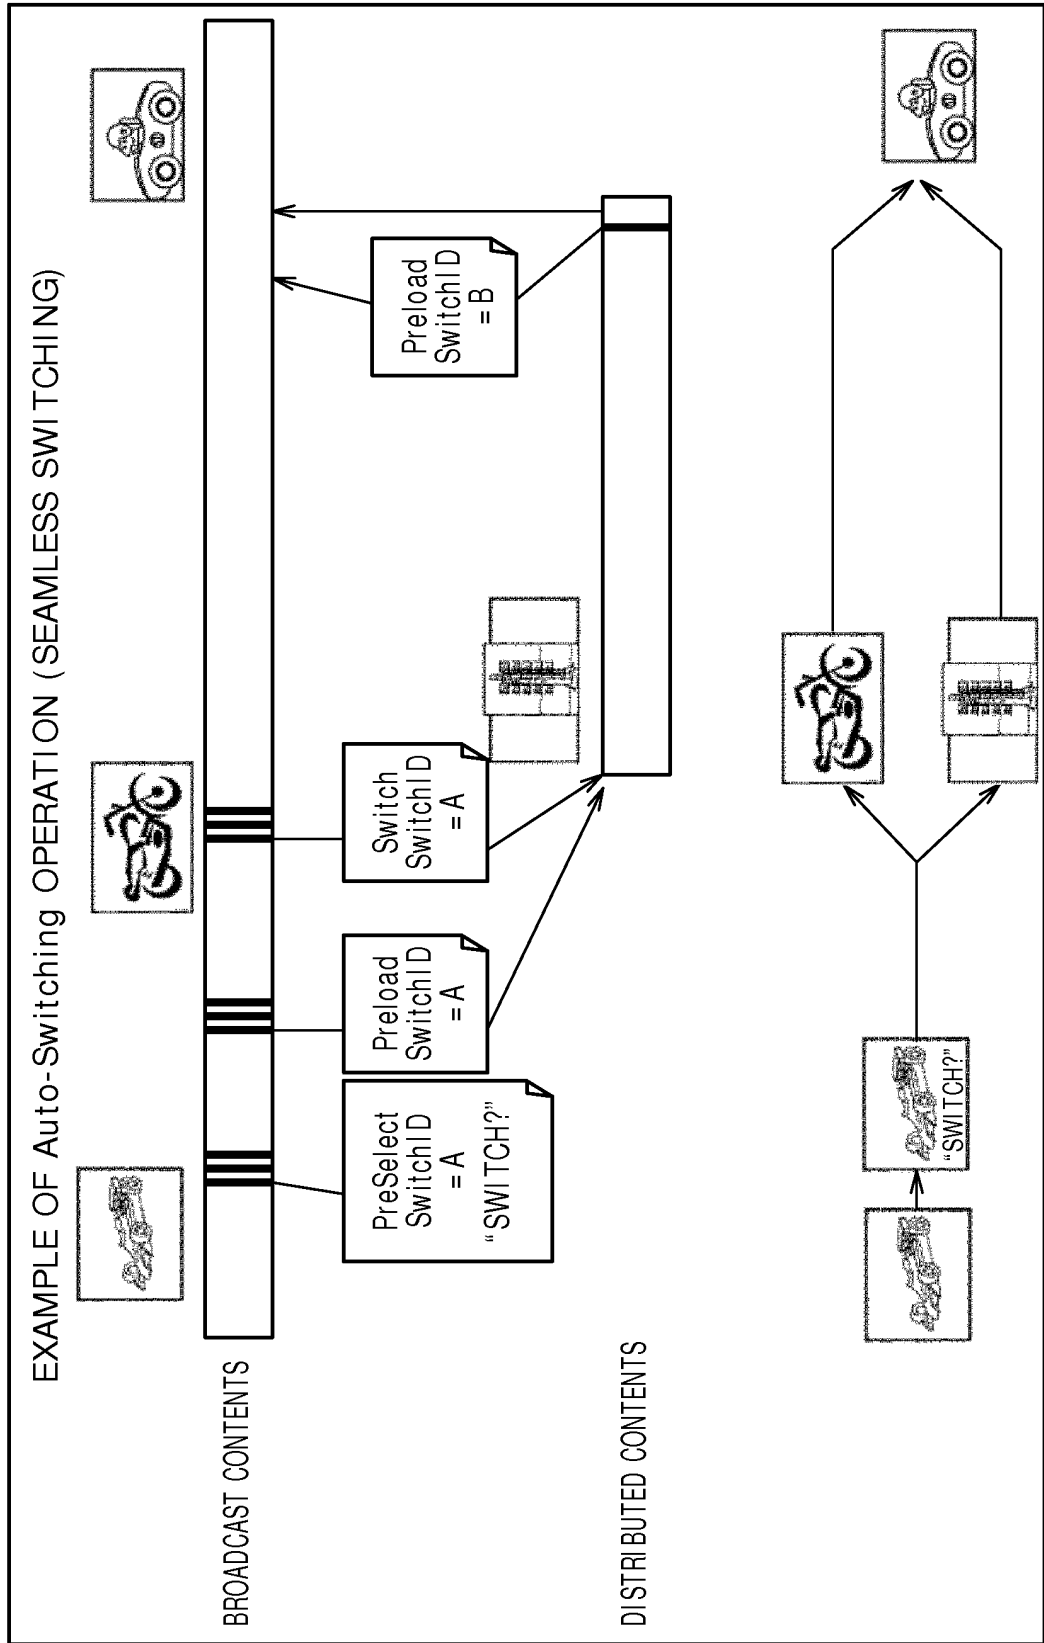 EXAMPLE OF Auto-Switching OPERATION (SEAMLESS SWITCHING)
BROADCAST CONTENTS
PreSelect
SwitchID
=A
“SWITCH?”
Preload
SwitchID
=A
Switch
SwitchID
=A
Preload
SwitchID
=B
DISTRIBUTED CONTENTS
“SWITCH?”